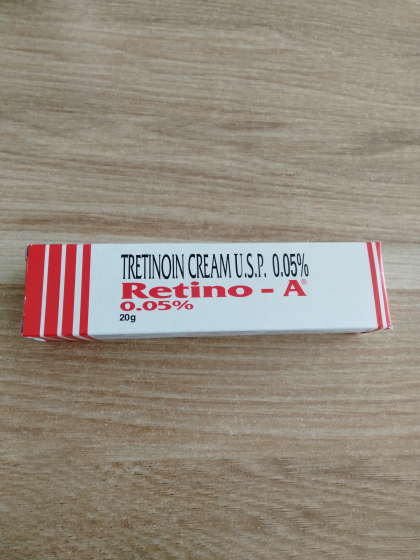 TRETINOIN CREAM U.S.P. 0.05%
Retino - A®
0.05%
20g